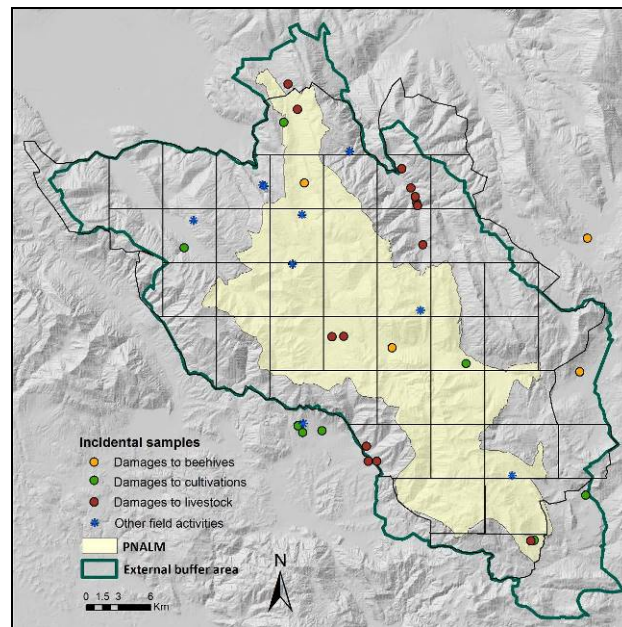 Incidental samples
Damages to beehives
Damages to cultivations
Damages to livestock
Other field activities
PNALM
External buffer area
N
0 1.5 3 6
Km